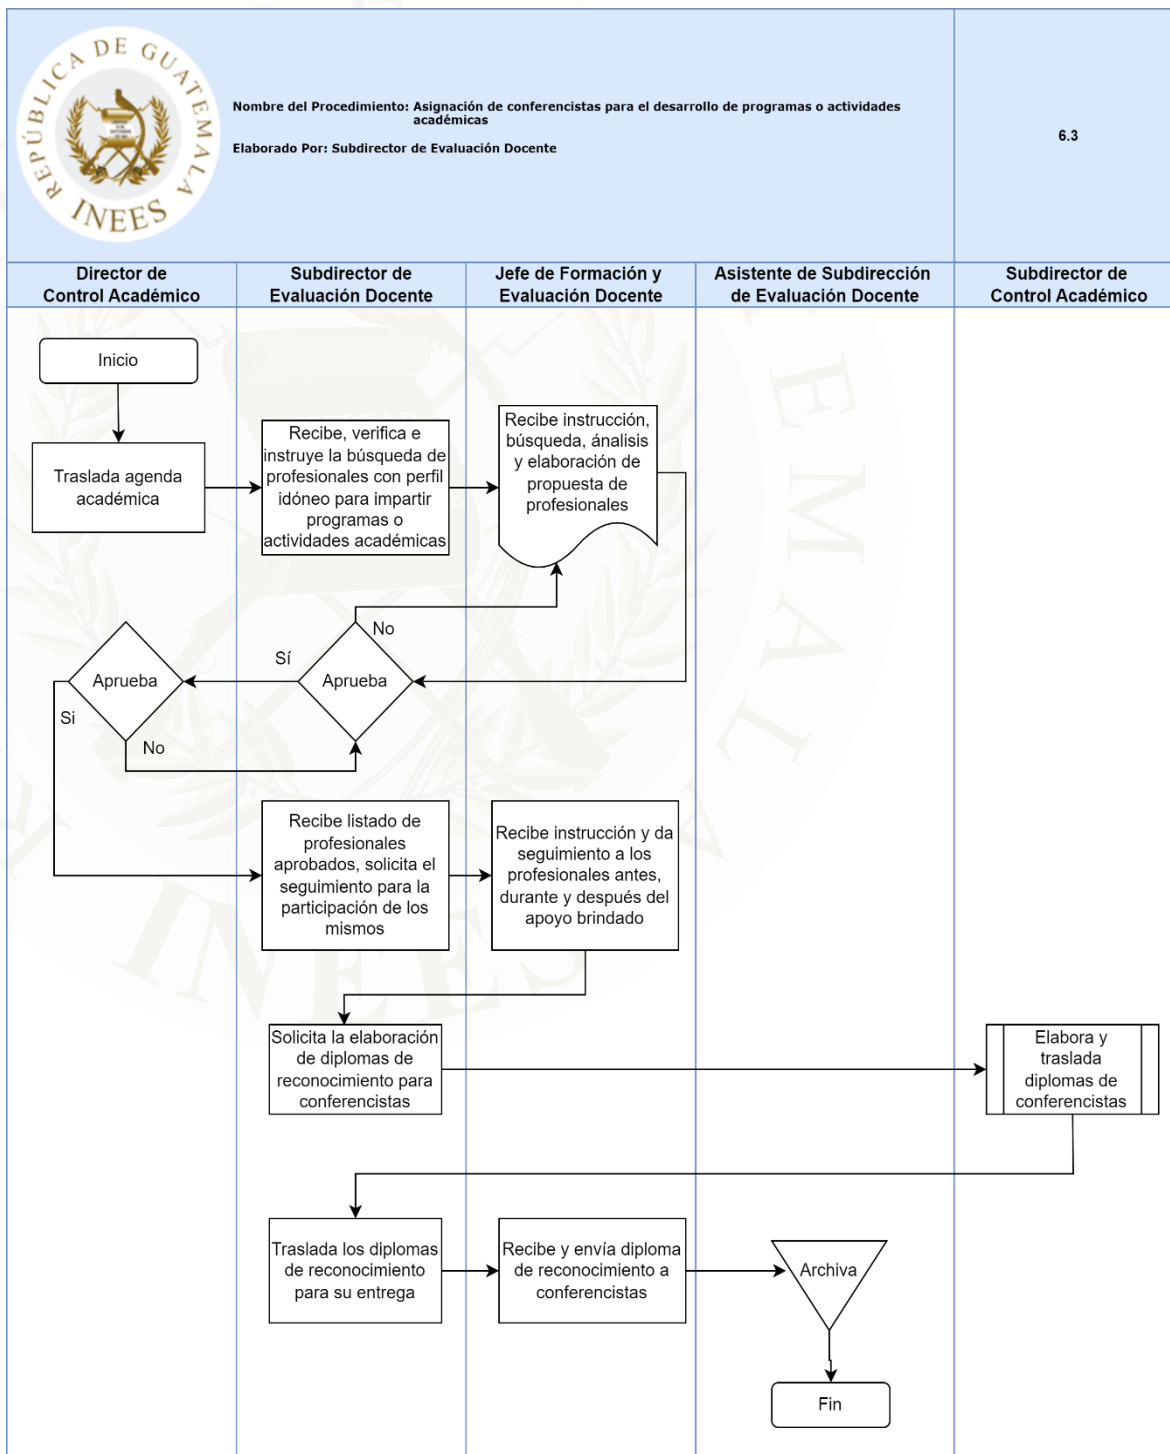 REPÚBLICA DE GUATEMALA
INEES
Nombre del Procedimiento: Asignación de conferencistas para el desarrollo de programas o actividades
académicas
Elaborado Por: Subdirector de Evaluación Docente
6.3
Director de
Control Académico
Subdirector de
Evaluación Docente
Jefe de Formación y
Evaluación Docente
Asistente de Subdirección
de Evaluación Docente
Subdirector de
Control Académico
Inicio
Traslada agenda
académica
Recibe, verifica e
instruye la búsqueda de
profesionales con perfil
idóneo para impartir
programas o
actividades académicas
Recibe instrucción,
búsqueda, ánalisis
y elaboración de
propuesta de
profesionales
No
Sí
Aprueba
Aprueba
Si
No
Recibe listado de
profesionales
aprobados, solicita el
seguimiento para la
participación de los
mismos
Recibe instrucción y da
seguimiento a los
profesionales antes,
durante y después del
apoyo brindado
Solicita la elaboración
de diplomas de
reconocimiento para
conferencistas
Elabora y
traslada
diplomas de
conferencistas
Traslada los diplomas
de reconocimiento
para su entrega
Recibe y envía diploma
de reconocimiento a
conferencistas
Archiva
Fin